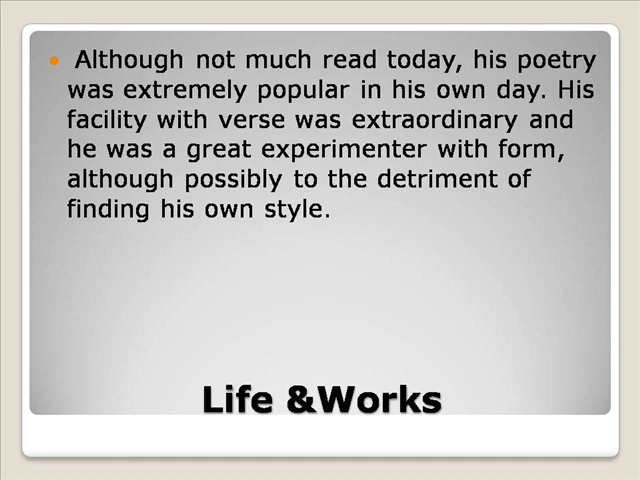 Although not much read today, his poetry
was extremely popular in his own day. His
facility with verse was extraordinary and
he was a great experimenter with form,
although possibly to the detriment of
finding his own style.
Life &Works